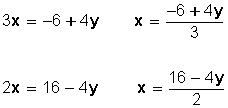 3x = −6 + 4y    x = (−6 + 4y)/3
2x = 16 − 4y    x = (16 − 4y)/2